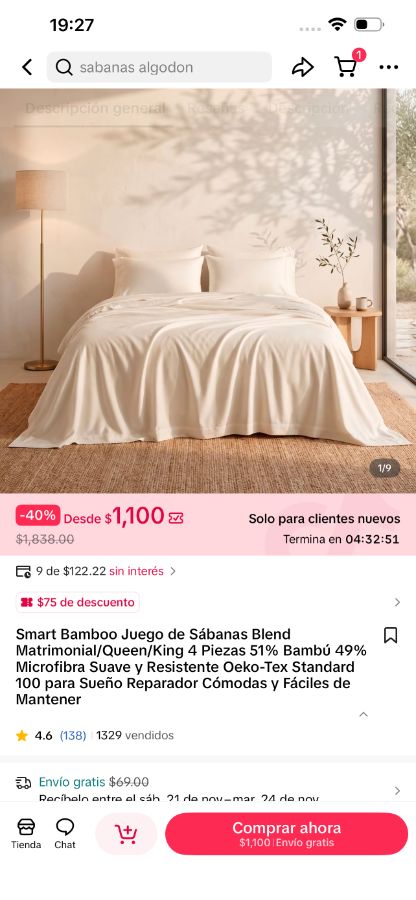 19:27
sabanas algodon
1
Descripción general Reseñas Descripción
1/9
-40% Desde $1,100
Solo para clientes nuevos
$1,838.00
Termina en 04:32:51
9 de $122.22 sin interés
$75 de descuento
Smart Bamboo Juego de Sábanas Blend
Matrimonial/Queen/King 4 Piezas 51% Bambú 49%
Microfibra Suave y Resistente Oeko-Tex Standard
100 para Sueño Reparador Cómodas y Fáciles de
Mantener
4.6 (138) 1329 vendidos
Envío gratis $69.00
Recíbelo entre el sáb, 21 de nov–mar, 24 de nov
Tienda
Chat
Comprar ahora
$1,100 | Envío gratis